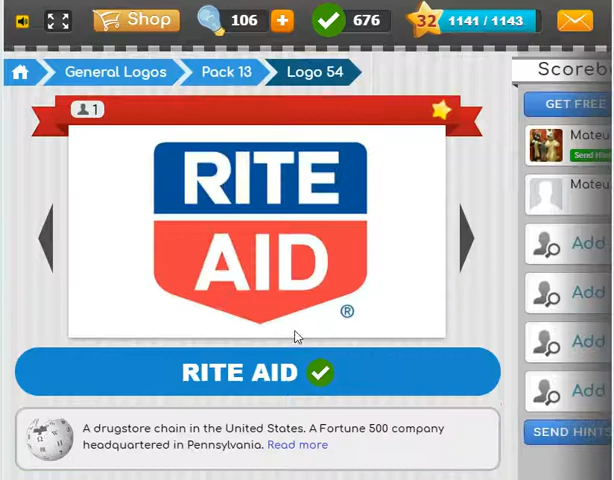 Shop
106
676
32
1141 / 1143
General Logos
Pack 13
Logo 54
1
RITE
AID
®
RITE AID
A drugstore chain in the United States. A Fortune 500 company
headquartered in Pennsylvania. Read more
Scoreb
GET FREE
Mateu
Send Hin
Mateu
Add
Add
Add
Add
SEND HINTS